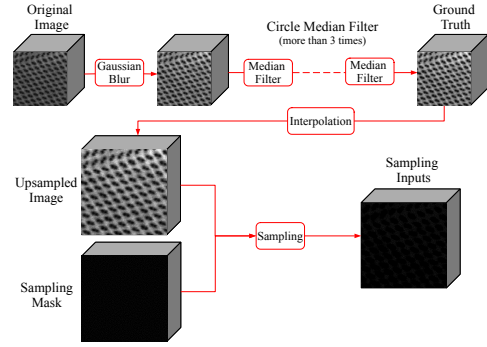 Original
Image
Gaussian
Blur
Circle Median Filter
(more than 3 times)
Median
Filter
Median
Filter
Ground
Truth
Interpolation
Upsampled
Image
Sampling
Mask
Sampling
Sampling
Inputs